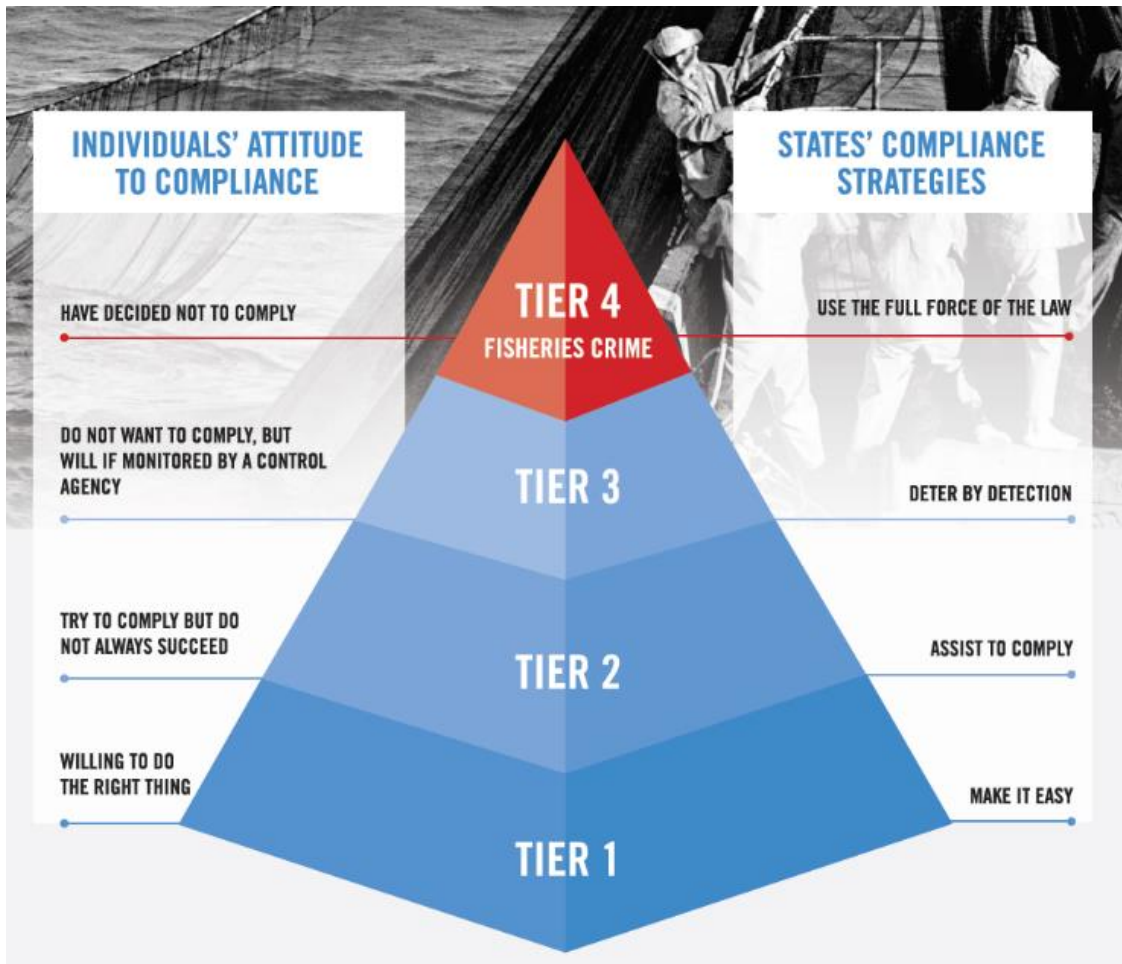 INDIVIDUALS' ATTITUDE
TO COMPLIANCE
STATES' COMPLIANCE
STRATEGIES
HAVE DECIDED NOT TO COMPLY
TIER 4
FISHERIES CRIME
USE THE FULL FORCE OF THE LAW
DO NOT WANT TO COMPLY, BUT
WILL IF MONITORED BY A CONTROL
AGENCY
TIER 3
DETER BY DETECTION
TRY TO COMPLY BUT DO
NOT ALWAYS SUCCEED
TIER 2
ASSIST TO COMPLY
WILLING TO DO
THE RIGHT THING
TIER 1
MAKE IT EASY